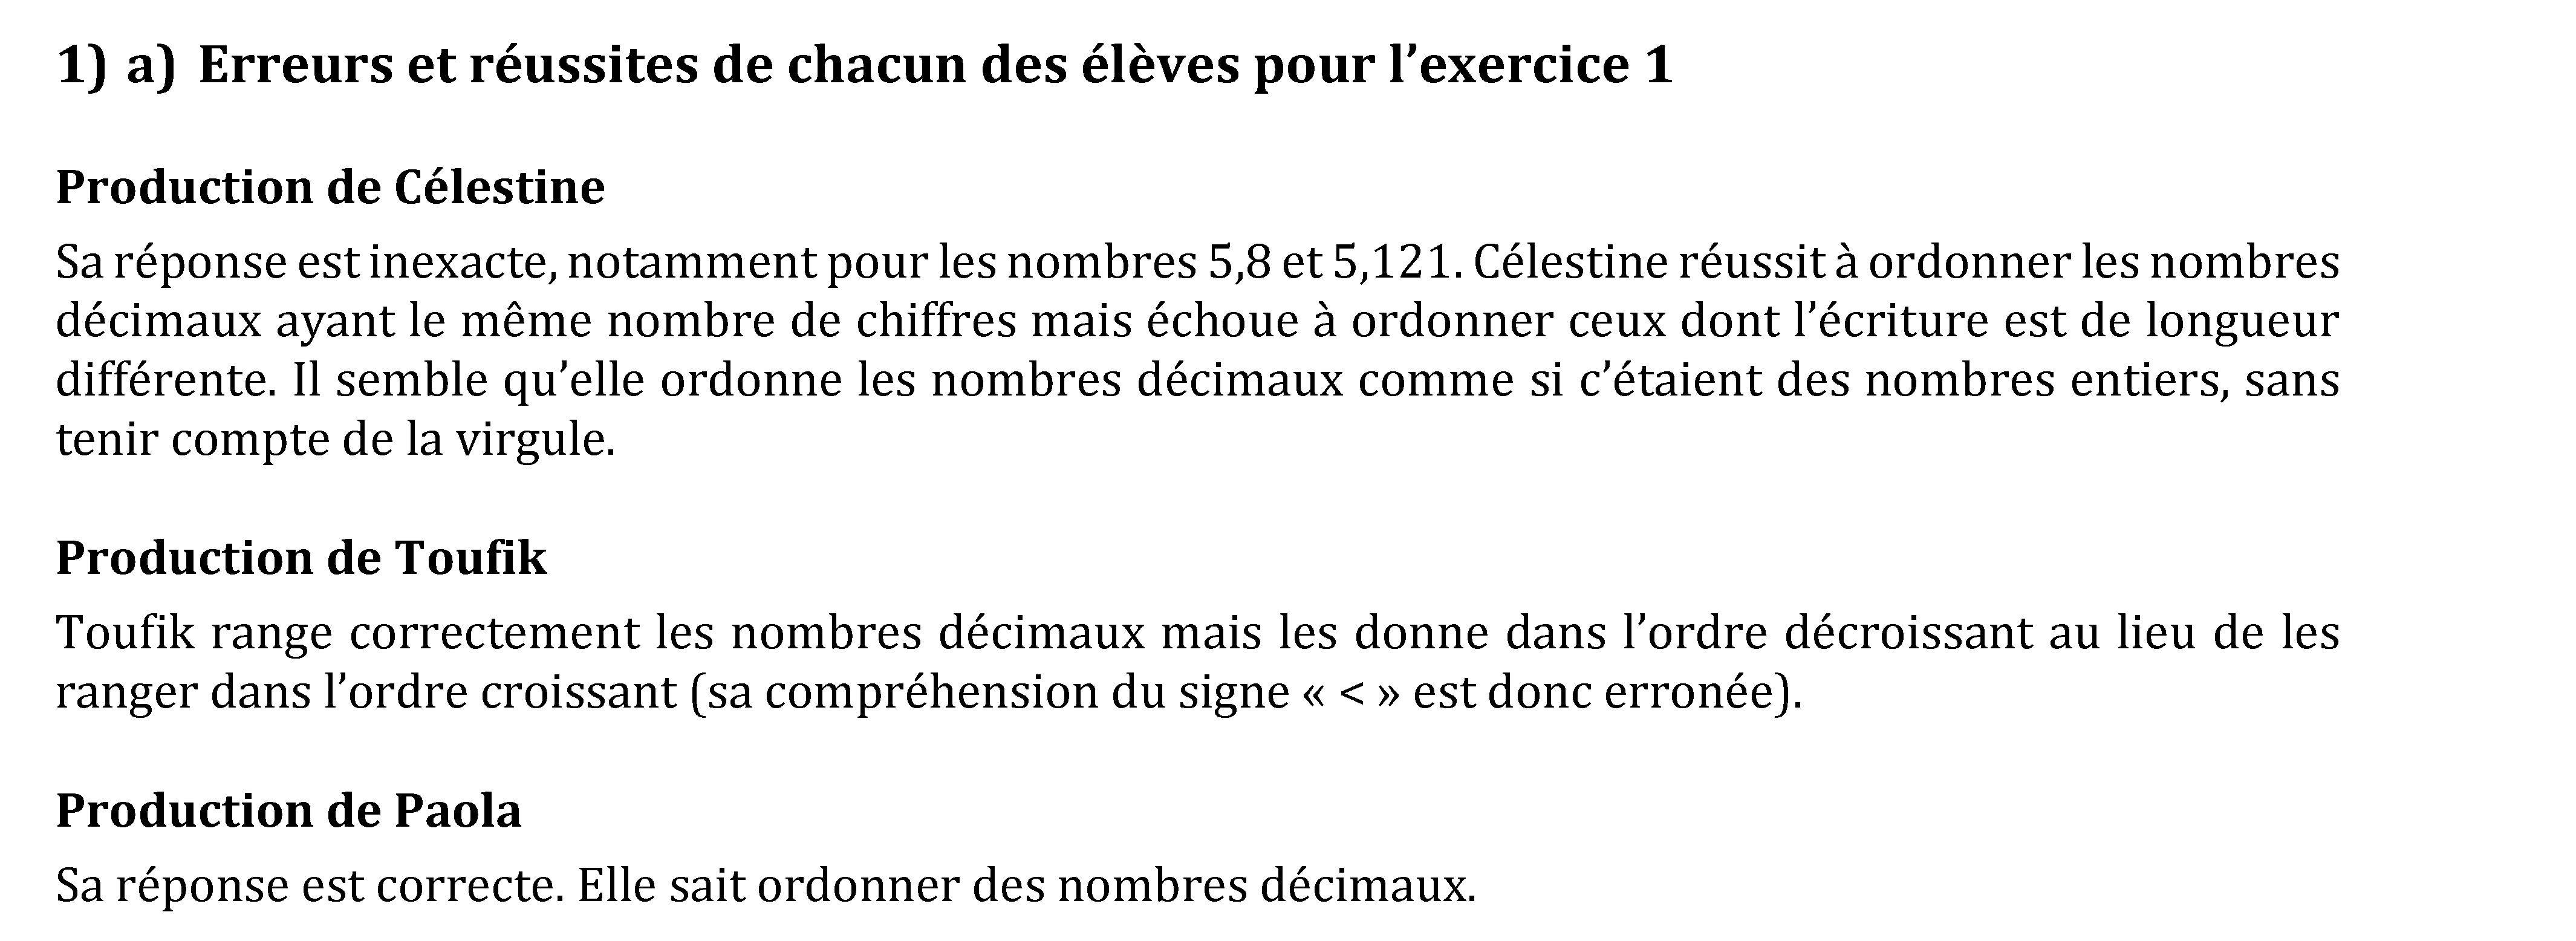 1) a) Erreurs et réussites de chacun des élèves pour l’exercice 1
Production de Célestine
Sa réponse est inexacte, notamment pour les nombres 5,8 et 5,121. Célestine réussit à ordonner les nombres
décimaux ayant le même nombre de chiffres mais échoue à ordonner ceux dont l’écriture est de longueur
différente. Il semble qu’elle ordonne les nombres décimaux comme si c’étaient des nombres entiers, sans
tenir compte de la virgule.
Production de Toufik
Toufik range correctement les nombres décimaux mais les donne dans l’ordre décroissant au lieu de les
ranger dans l’ordre croissant (sa compréhension du signe « < » est donc erronée).
Production de Paola
Sa réponse est correcte. Elle sait ordonner des nombres décimaux.